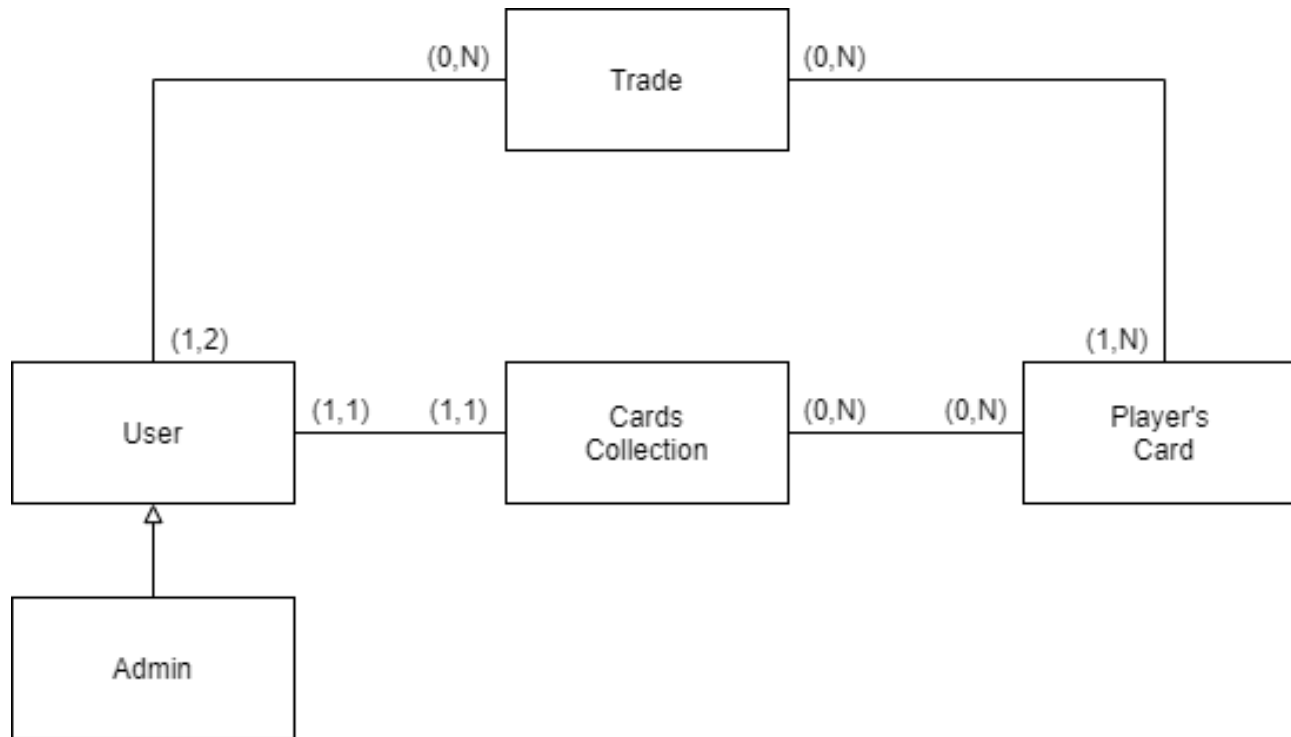 (0,N)
Trade
(0,N)
(1,2)
(1,N)
User
(1,1)
(1,1)
Cards
Collection
(0,N)
(0,N)
Player's
Card
Admin